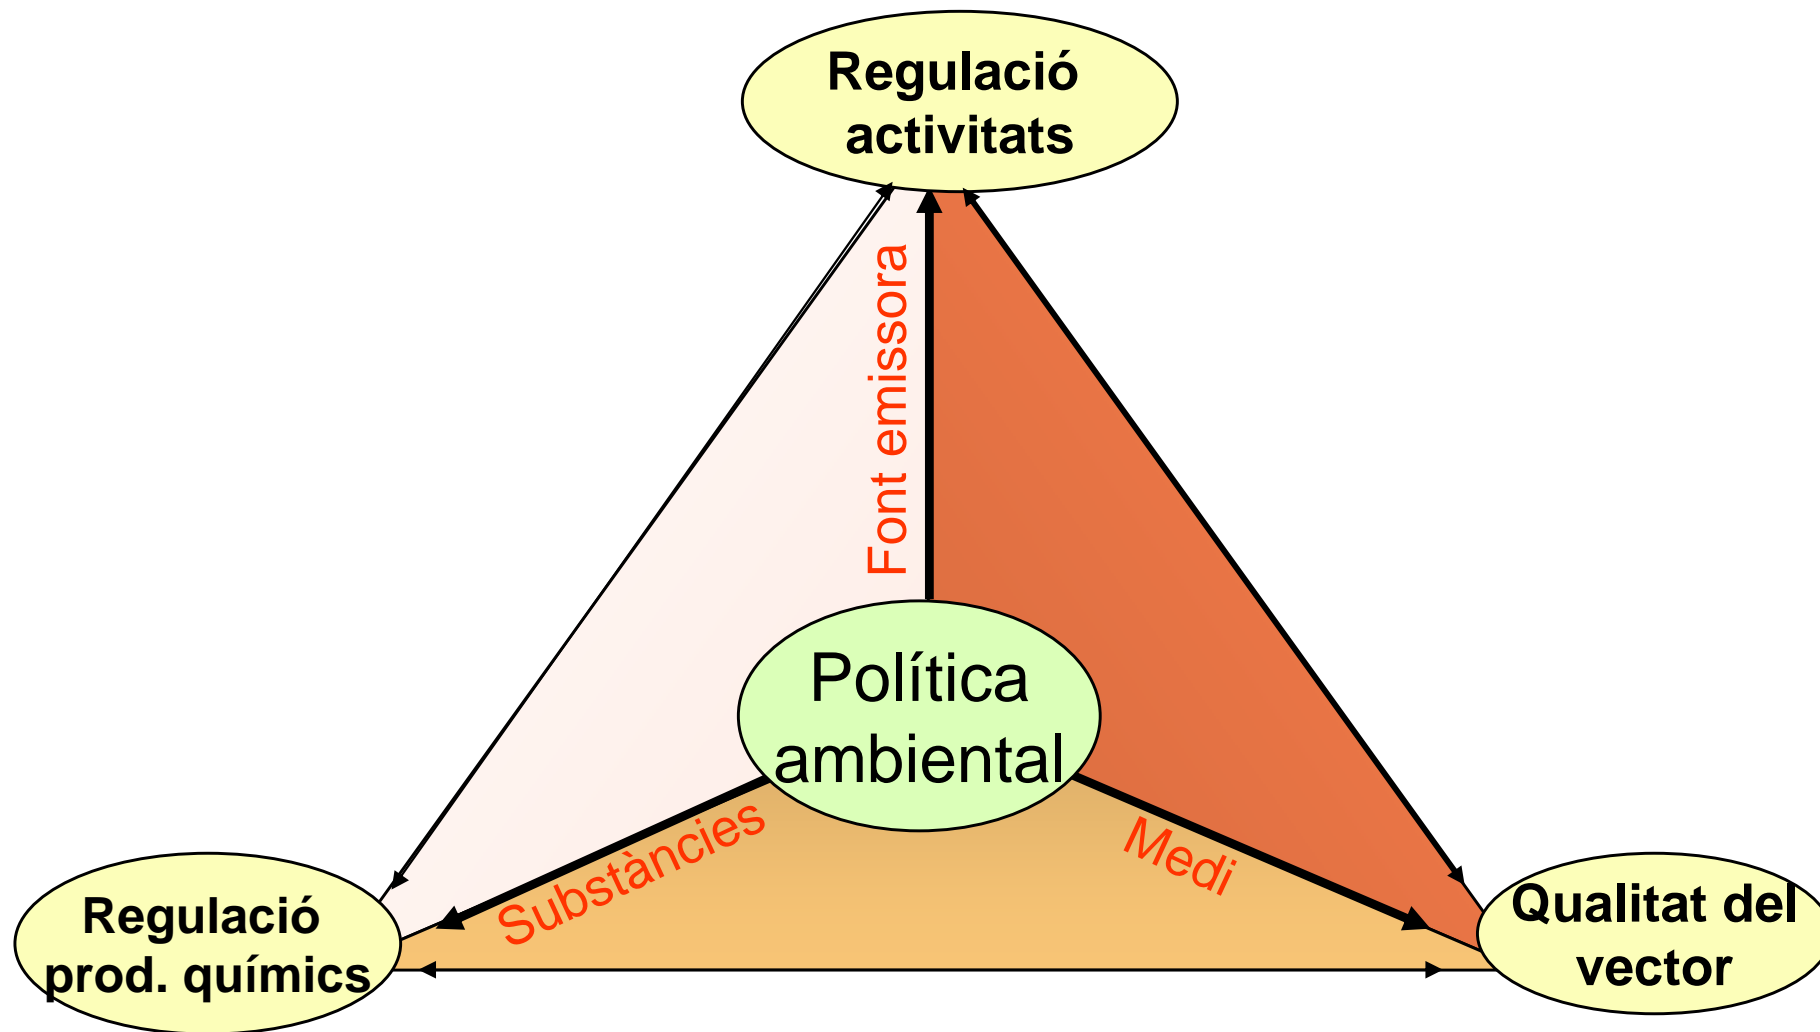 Regulació
activitats
Font emissora
Política
ambiental
Substàncies
Medi
Regulació
prod. químics
Qualitat del
vector